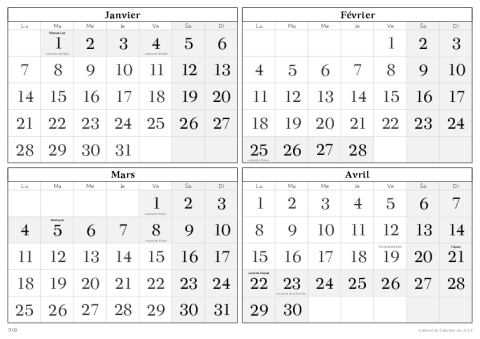 Janvier
Lu Ma Me Je Ve Sa Di
1 2 3 4 5 6
7 8 9 10 11 12 13
14 15 16 17 18 19 20
21 22 23 24 25 26 27
28 29 30 31
Février
Lu Ma Me Je Ve Sa Di
1 2 3
4 5 6 7 8 9 10
11 12 13 14 15 16 17
18 19 20 21 22 23 24
25 26 27 28
Mars
Lu Ma Me Je Ve Sa Di
1 2 3
4 5 6 7 8 9 10
11 12 13 14 15 16 17
18 19 20 21 22 23 24
25 26 27 28 29 30 31
Avril
Lu Ma Me Je Ve Sa Di
1 2 3 4 5 6 7
8 9 10 11 12 13 14
Vendredi Saint Pâques
15 16 17 18 19 20 21
Lundi de Pâques
22 23 24 25 26 27 28
29 30
2019